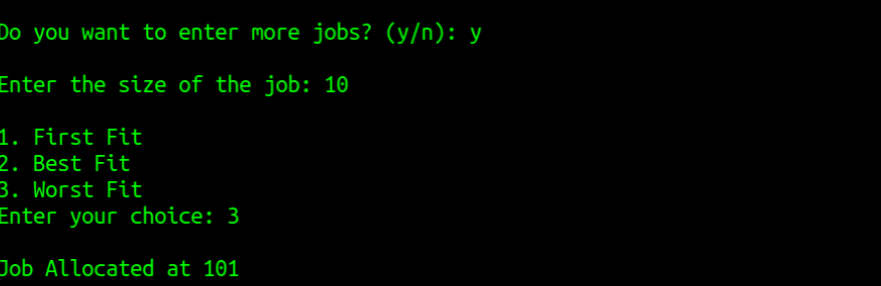 Do you want to enter more jobs? (y/n): y
Enter the size of the job: 10
1. First Fit
2. Best Fit
3. Worst Fit
Enter your choice: 3
Job Allocated at 101